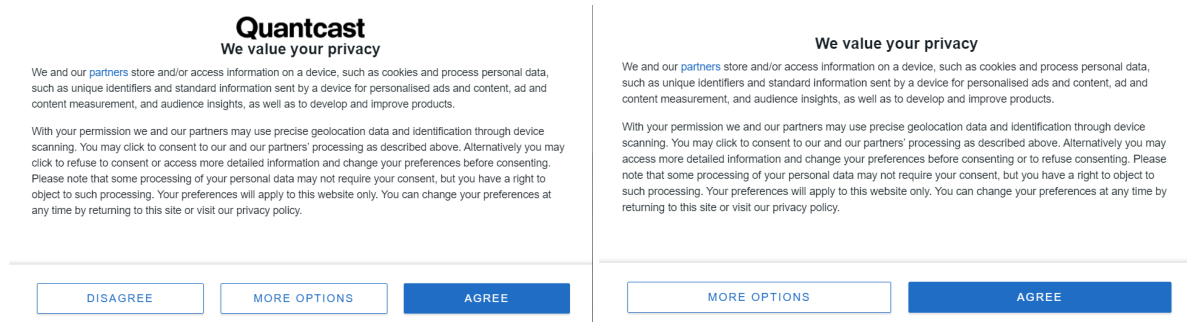 Quantcast
We value your privacy
We and our partners store and/or access information on a device, such as cookies and process personal data,
such as unique identifiers and standard information sent by a device for personalised ads and content, ad and
content measurement, and audience insights, as well as to develop and improve products.
With your permission we and our partners may use precise geolocation data and identification through device
scanning. You may click to consent to our and our partners’ processing as described above. Alternatively you may
click to refuse to consent or access more detailed information and change your preferences before consenting.
Please note that some processing of your personal data may not require your consent, but you have a right to
object to such processing. Your preferences will apply to this website only. You can change your preferences at
any time by returning to this site or visit our privacy policy.
DISAGREE
MORE OPTIONS
AGREE
We value your privacy
We and our partners store and/or access information on a device, such as cookies and process personal data,
such as unique identifiers and standard information sent by a device for personalised ads and content, ad and
content measurement, and audience insights, as well as to develop and improve products.
With your permission we and our partners may use precise geolocation data and identification through device
scanning. You may click to consent to our and our partners’ processing as described above. Alternatively you may
access more detailed information and change your preferences before consenting or to refuse consenting. Please
note that some processing of your personal data may not require your consent, but you have a right to object to
such processing. Your preferences will apply to this website only. You can change your preferences at any time by
returning to this site or visit our privacy policy.
MORE OPTIONS
AGREE